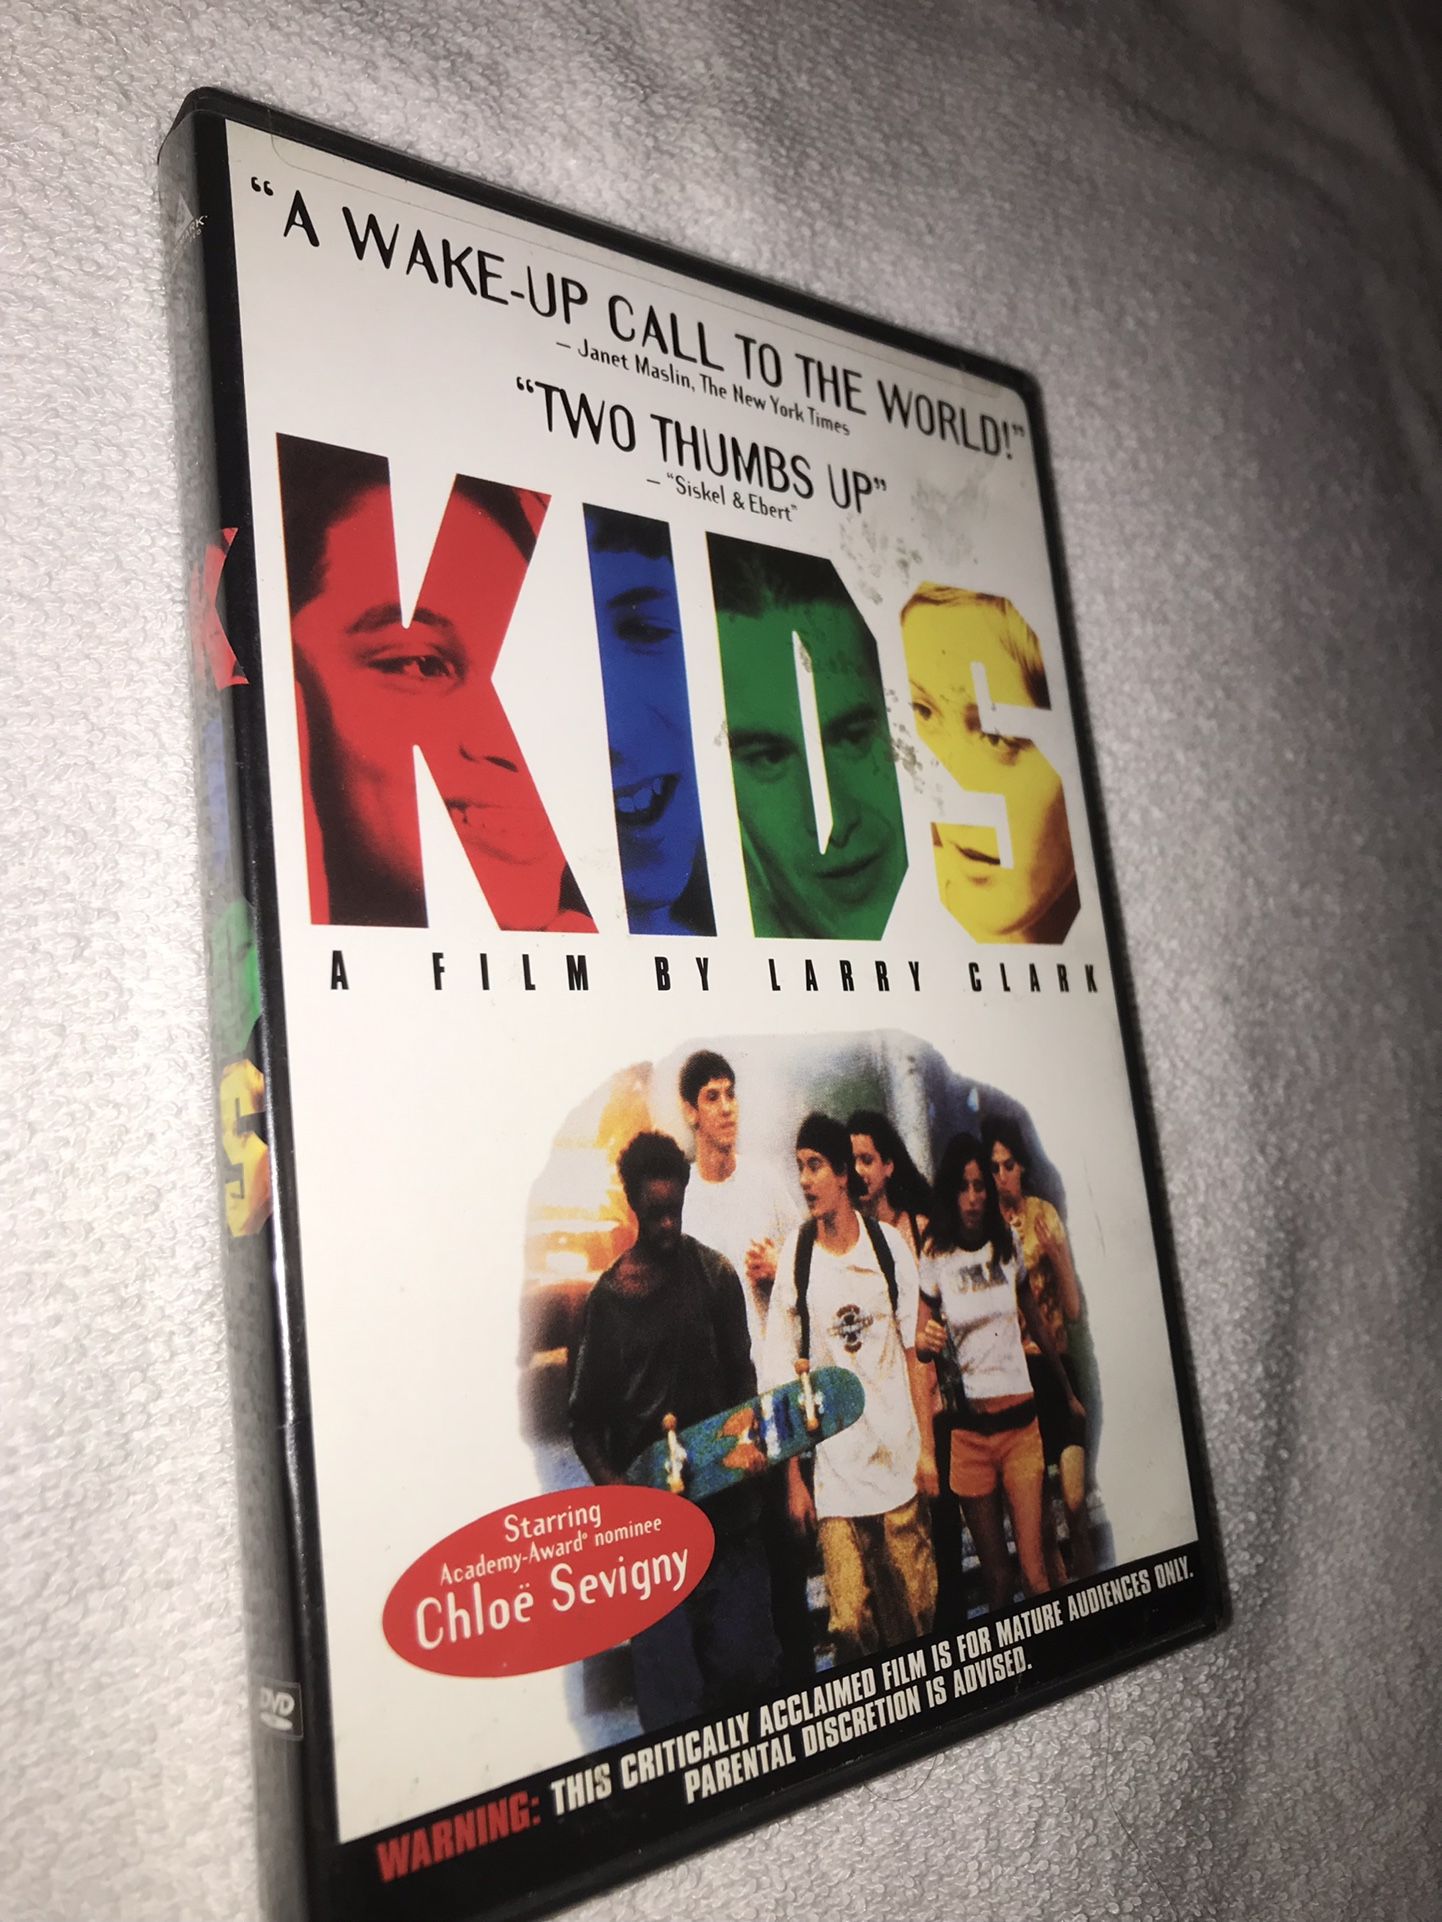 “A WAKE-UP CALL TO THE WORLD!”
– Janet Maslin, The New York Times
“TWO THUMBS UP”
– “Siskel & Ebert”
KIDS
A FILM BY LARRY CLARK
Starring
Academy-Award® nominee
Chloë Sevigny
WARNING: THIS CRITICALLY ACCLAIMED FILM IS FOR MATURE AUDIENCES ONLY.
PARENTAL DISCRETION IS ADVISED.
KIDS
DVD